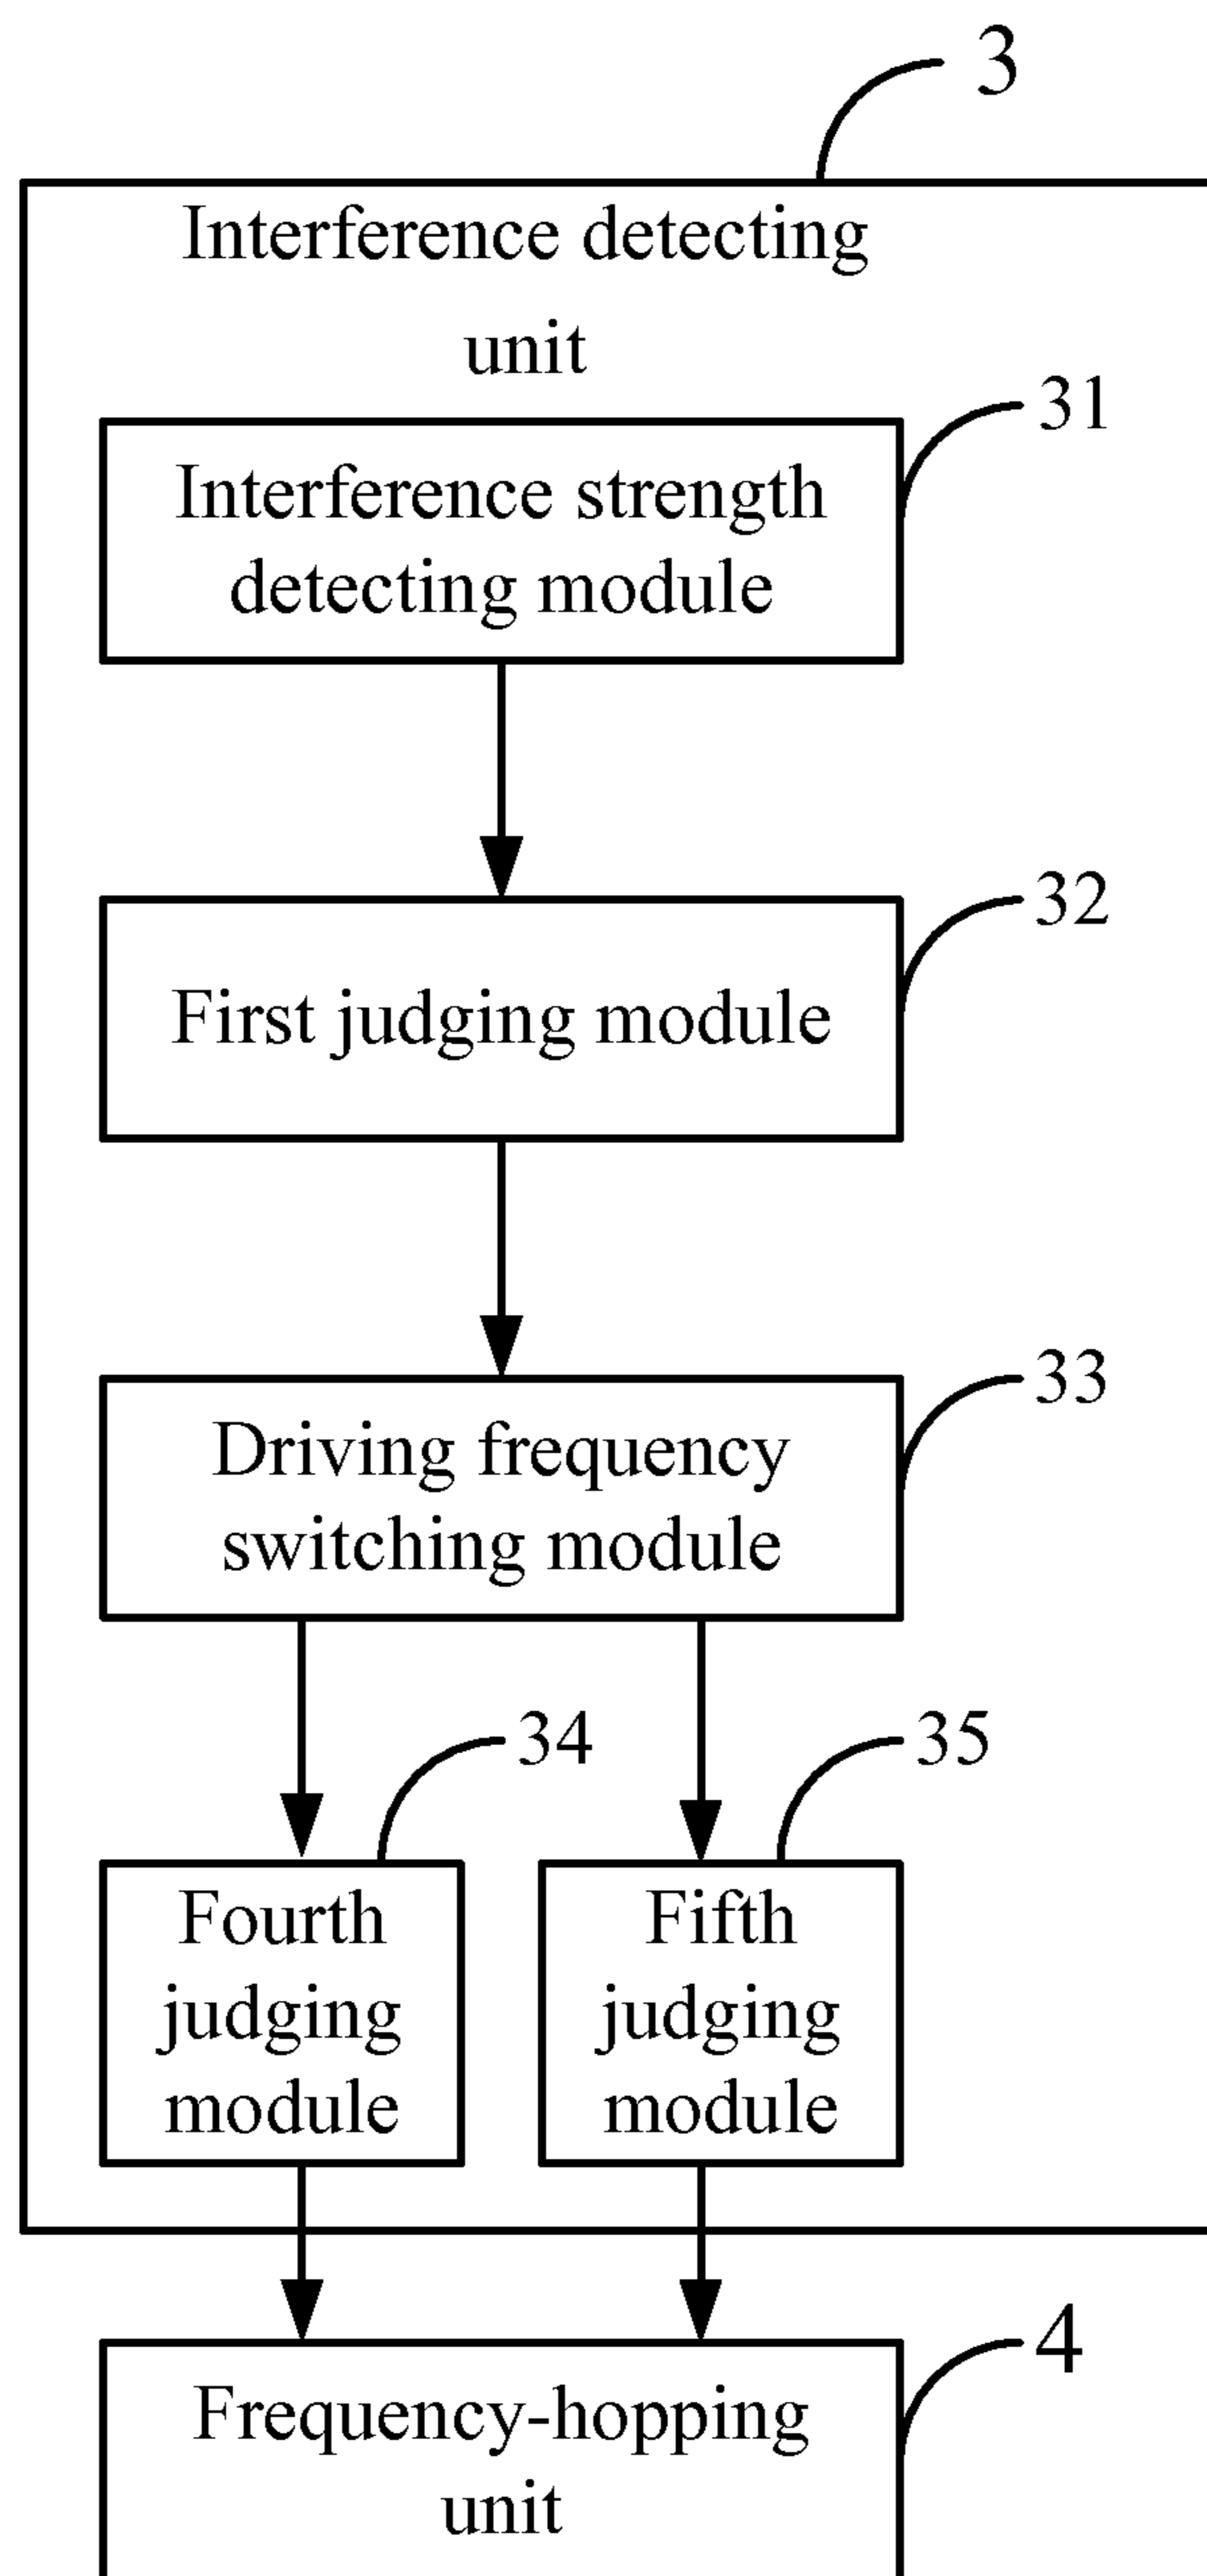 3
Interference detecting
unit
31
Interference strength
detecting module
32
First judging module
33
Driving frequency
switching module
34
35
Fourth
judging
module
Fifth
judging
module
4
Frequency-hopping
unit